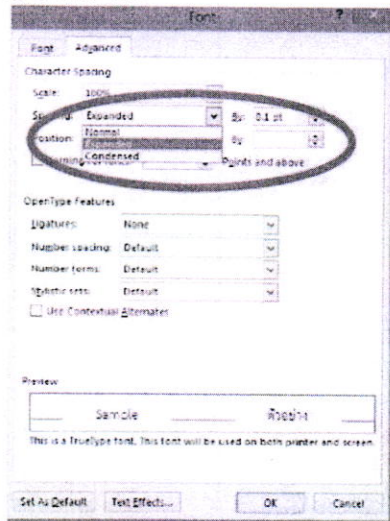 Font
?
Font Advanced
Character Spacing
Scale: 100%
Spacing: Expanded By: 0.1 pt
Normal
Position: By:
Expanded
Condensed
Points and above
OpenType Features
Ligatures: None
Number spacing: Default
Number forms: Default
Stylistic sets: Default
Use Contextual Alternates
Preview
Sample ตัวอย่าง
This is a TrueType font. This font will be used on both printer and screen.
Set As Default Text Effects... OK Cancel